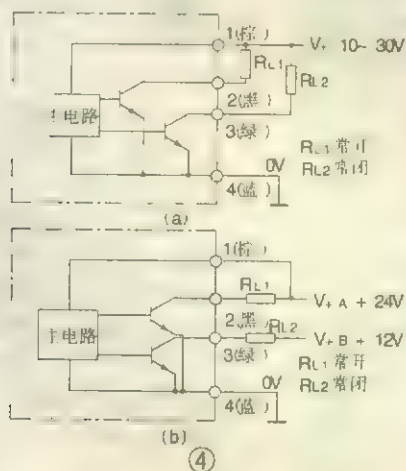 1(棕)
V+ 10~30V
RL1
RL2
2(黑)
主电路
3(绿)
0V
RL1 常开
RL2 常闭
4(蓝)
(a)
1(棕)
RL1
V+A +24V
2(黑)
RL2
V+B +12V
主电路
3(绿)
0V
RL1 常开
RL2 常闭
4(蓝)
(b)
④